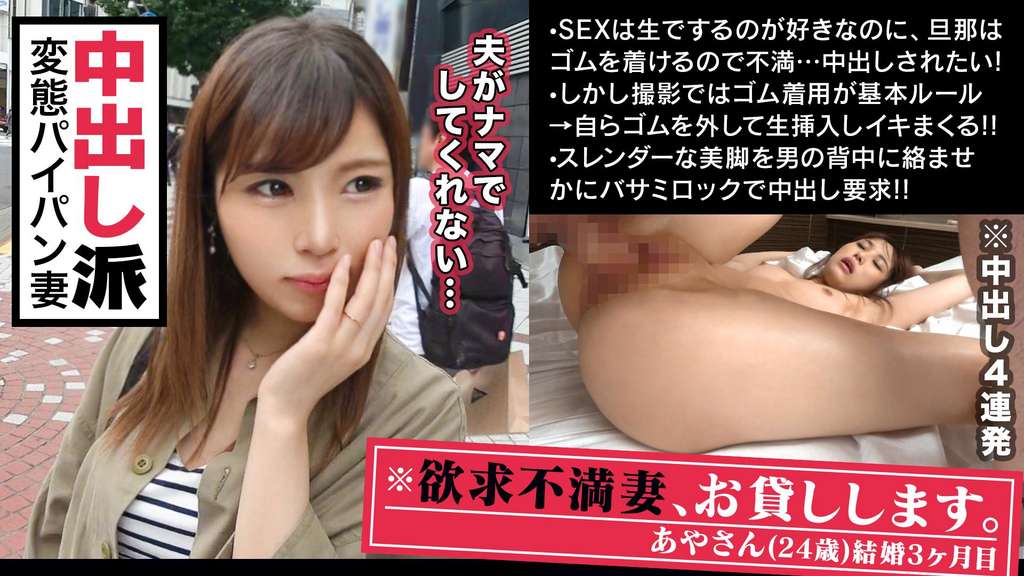 中出し派
変態パイパン妻
夫がナマで
してくれない…
•SEXは生でするのが好きなのに、旦那は
ゴムを着けるので不満…中出しされたい!
•しかし撮影ではゴム着用が基本ルール
→自らゴムを外して生挿入しイキまくる!!
•スレンダーな美脚を男の背中に絡ませ
かにバサミロックで中出し要求!!
※中出し4連発
※欲求不満妻、お貸しします。
あやさん(24歳)結婚3ヶ月目